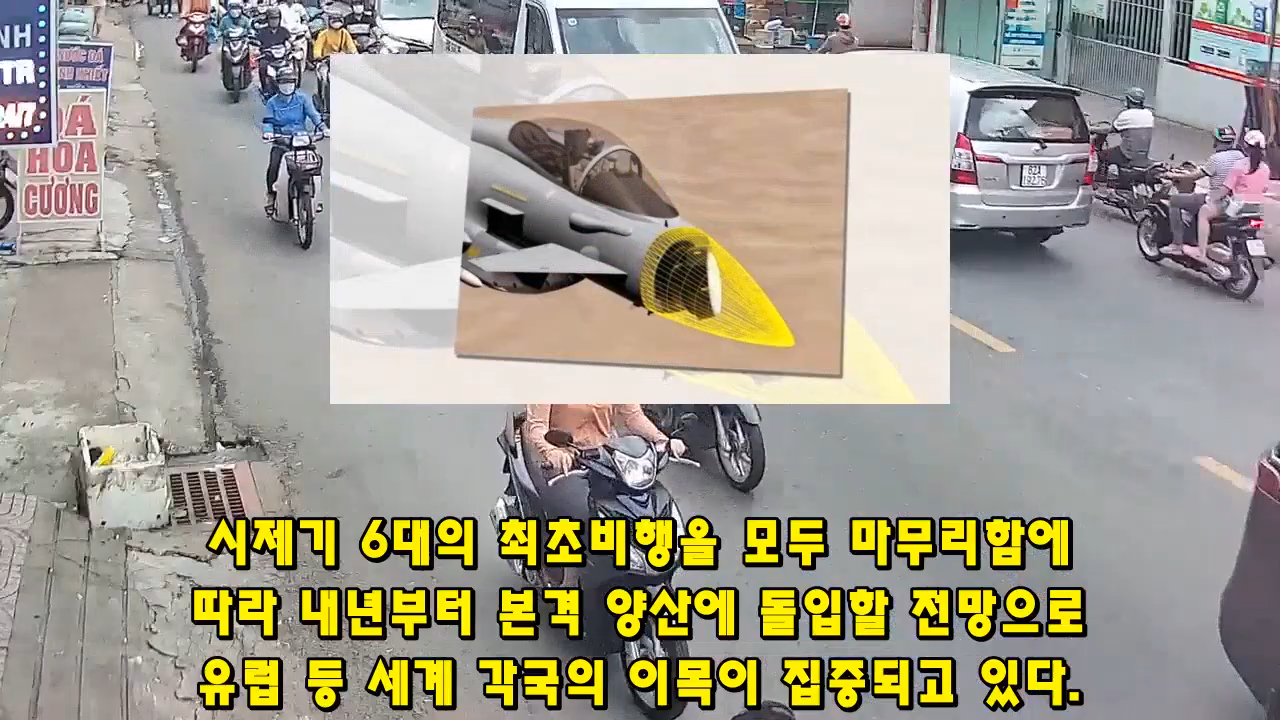 NH
TR
24/7
NƯỚC ĐÁ
ĐÁ
HOA
CƯƠNG
시제기 6대의 최초비행을 모두 마무리함에
따라 내년부터 본격 양산에 돌입할 전망으로
유럽 등 세계 각국의 이목이 집중되고 있다.